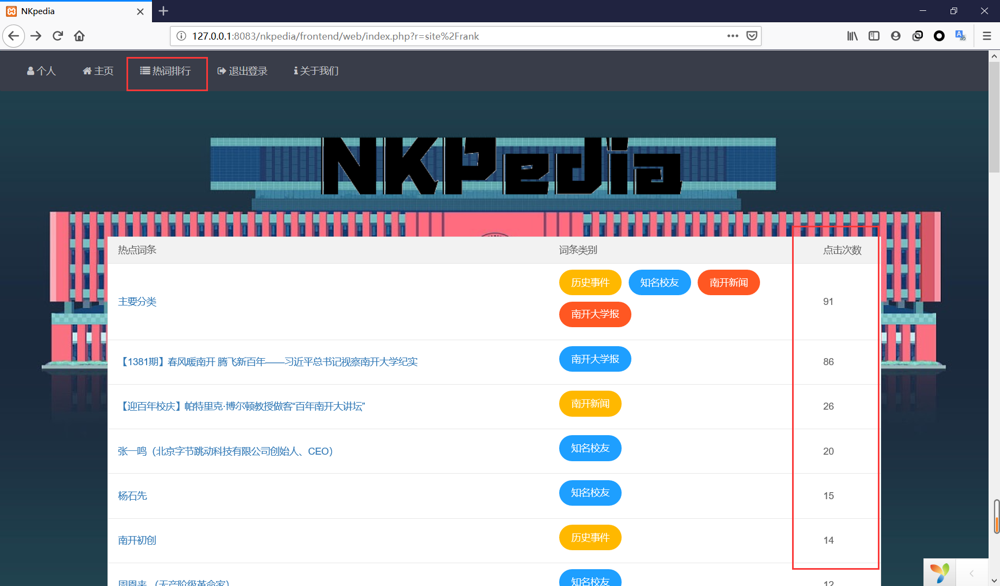 NKpedia
127.0.0.1:8083/nkpedia/frontend/web/index.php?r=site%2Frank
个人 主页 热词排行 退出登录 关于我们
NKPedia
热点词条 词条类别 点击次数
历史事件 知名校友 南开新闻
主要分类 91
南开大学报
【1381期】春风暖南开 腾飞新百年——习近平总书记视察南开大学纪实 南开大学报 86
【迎百年校庆】帕特里克·博尔顿教授做客“百年南开大讲坛” 南开新闻 26
张一鸣（北京字节跳动科技有限公司创始人、CEO） 知名校友 20
杨石先 知名校友 15
南开初创 历史事件 14
周恩来 （无产阶级革命家） 知名校友 12